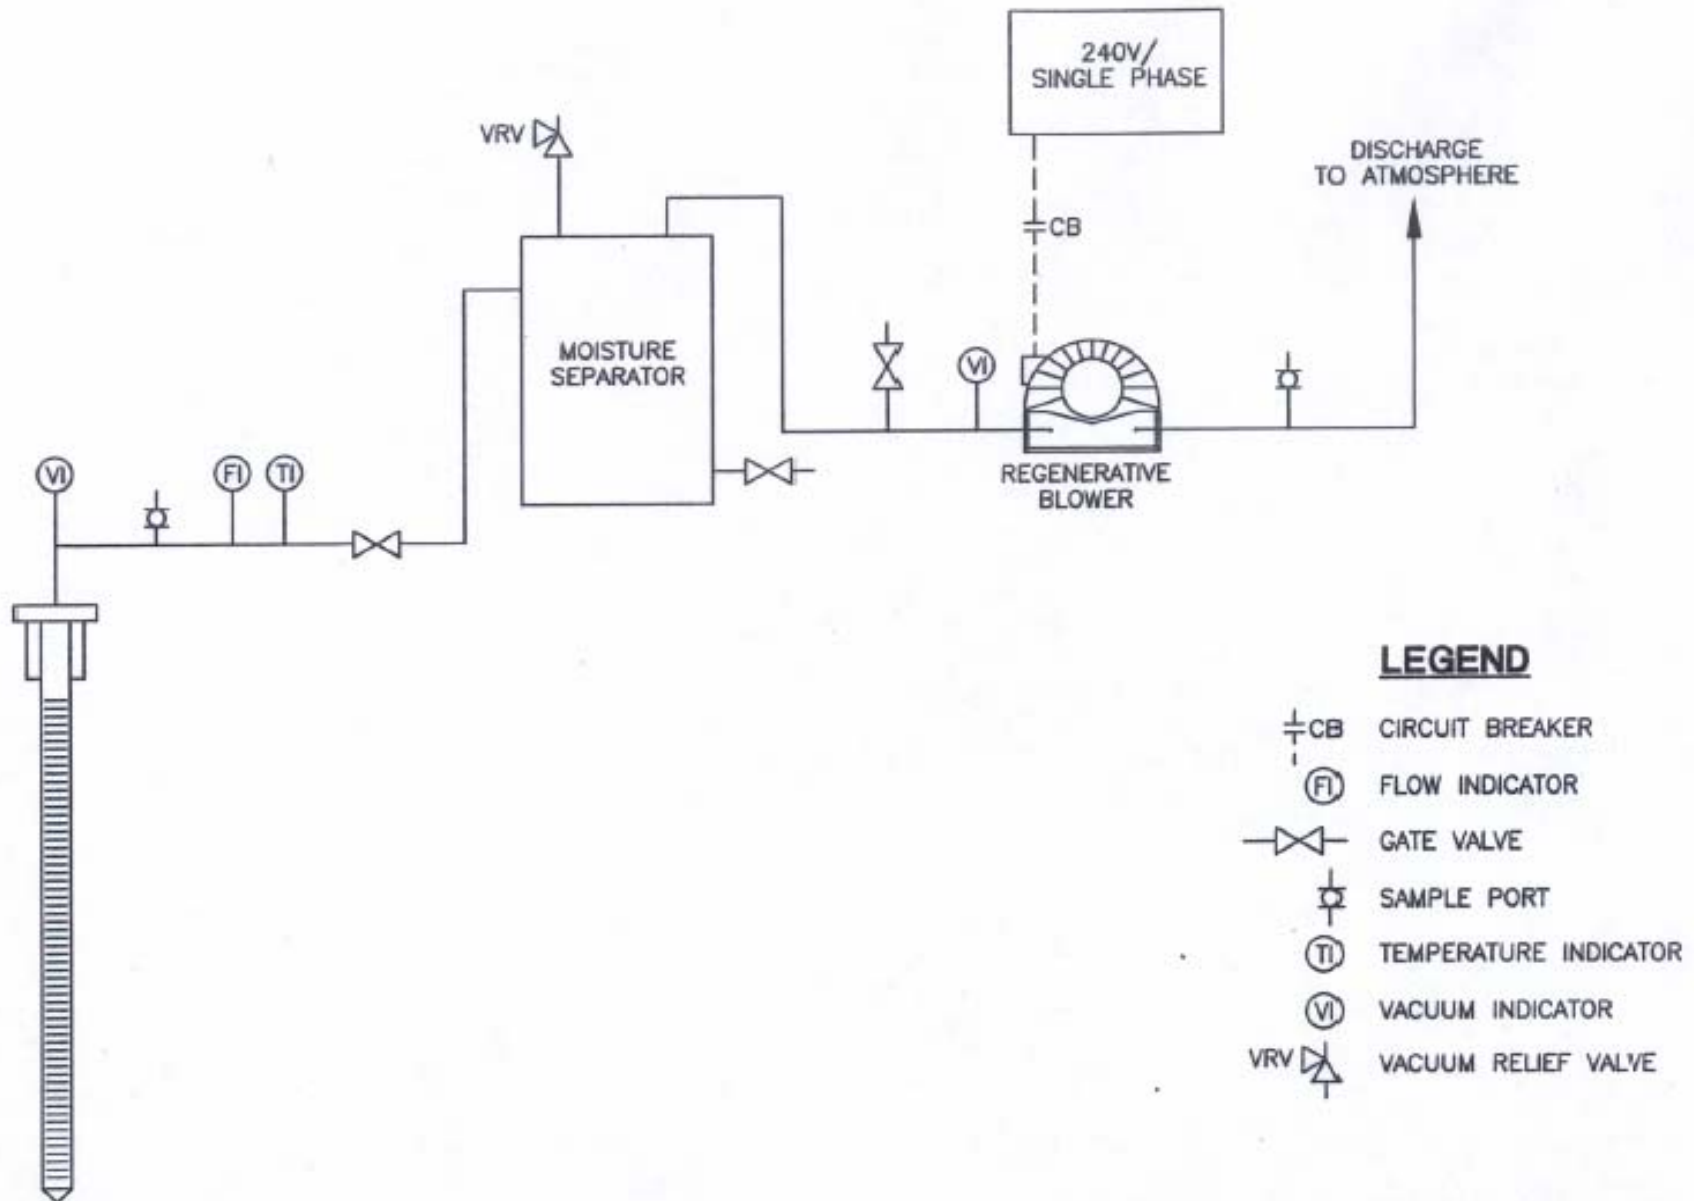 240V/
SINGLE PHASE
VRV
DISCHARGE
TO ATMOSPHERE
CB
MOISTURE
SEPARATOR
VI
REGENERATIVE
BLOWER
VI
FI
TI
LEGEND
CB CIRCUIT BREAKER
FI FLOW INDICATOR
GATE VALVE
SAMPLE PORT
TI TEMPERATURE INDICATOR
VI VACUUM INDICATOR
VRV VACUUM RELIEF VALVE